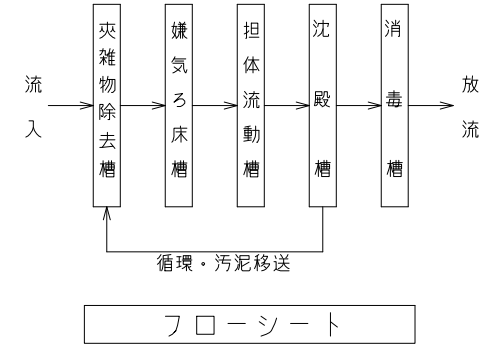 流入
夾雑物除去槽
嫌気ろ床槽
担体流動槽
沈殿槽
消毒槽
放流
循環・汚泥移送
フローシート